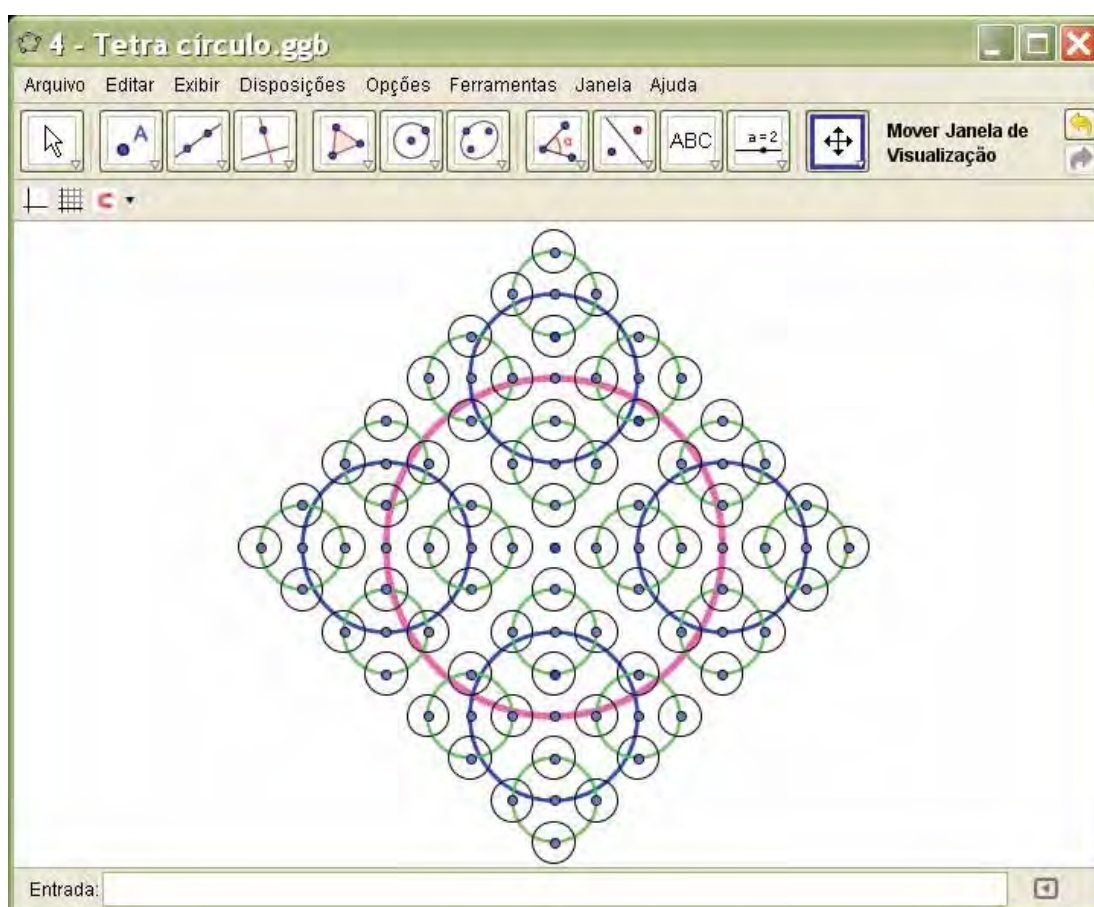 4 - Tetra círculo.ggb
Arquivo Editar Exibir Disposições Opções Ferramentas Janela Ajuda
A
α
ABC
a=2
Mover Janela de
Visualização
Entrada: